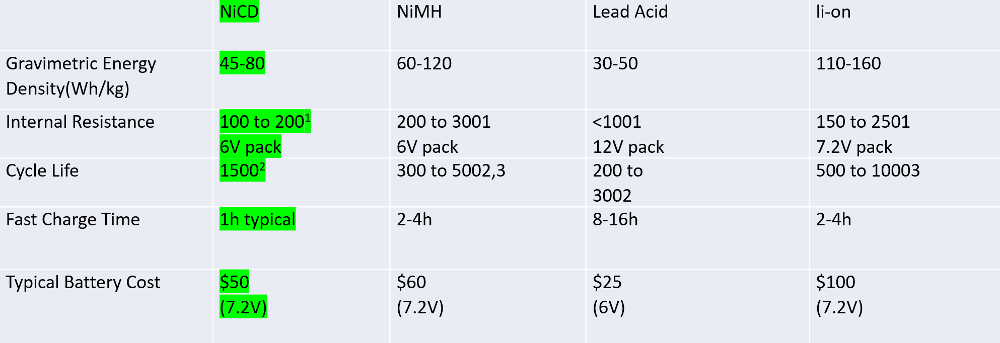 NiCD NiMH Lead Acid li-on
Gravimetric Energy 45-80 60-120 30-50 110-160
Density(Wh/kg)
Internal Resistance 100 to 200¹ 200 to 3001 <1001 150 to 2501
6V pack 6V pack 12V pack 7.2V pack
Cycle Life 1500² 300 to 5002,3 200 to 500 to 10003
3002
Fast Charge Time 1h typical 2-4h 8-16h 2-4h
Typical Battery Cost $50 $60 $25 $100
(7.2V) (7.2V) (6V) (7.2V)